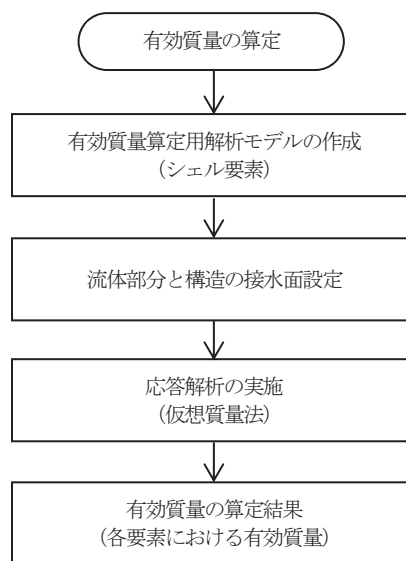 有効質量の算定
有効質量算定用解析モデルの作成
(シェル要素)
流体部分と構造の接水面設定
応答解析の実施
(仮想質量法)
有効質量の算定結果
(各要素における有効質量)